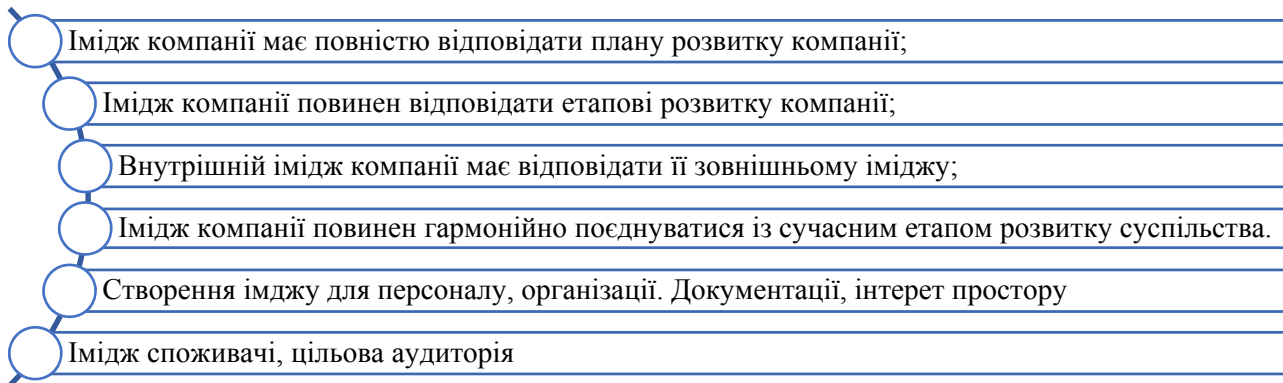 Імідж компанії має повністю відповідати плану розвитку компанії;
Імідж компанії повинен відповідати етапові розвитку компанії;
Внутрішній імідж компанії має відповідати її зовнішньому іміджу;
Імідж компанії повинен гармонійно поєднуватися із сучасним етапом розвитку суспільства.
Створення імджу для персоналу, організації. Документації, інтерет простору
Імідж споживачі, цільова аудиторія